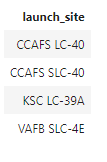 launch_site
CCAFS LC-40
CCAFS SLC-40
KSC LC-39A
VAFB SLC-4E